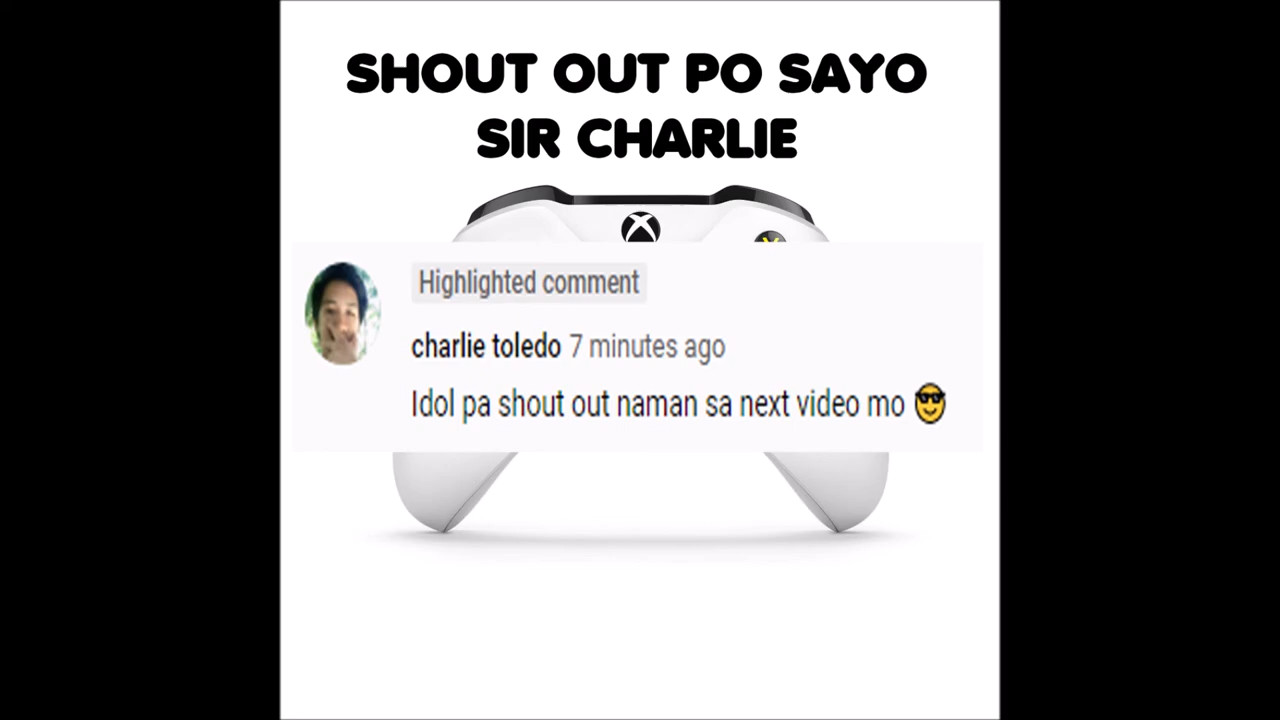 SHOUT OUT PO SAYO
SIR CHARLIE
Highlighted comment
charlie toledo 7 minutes ago
Idol pa shout out naman sa next video mo 😎